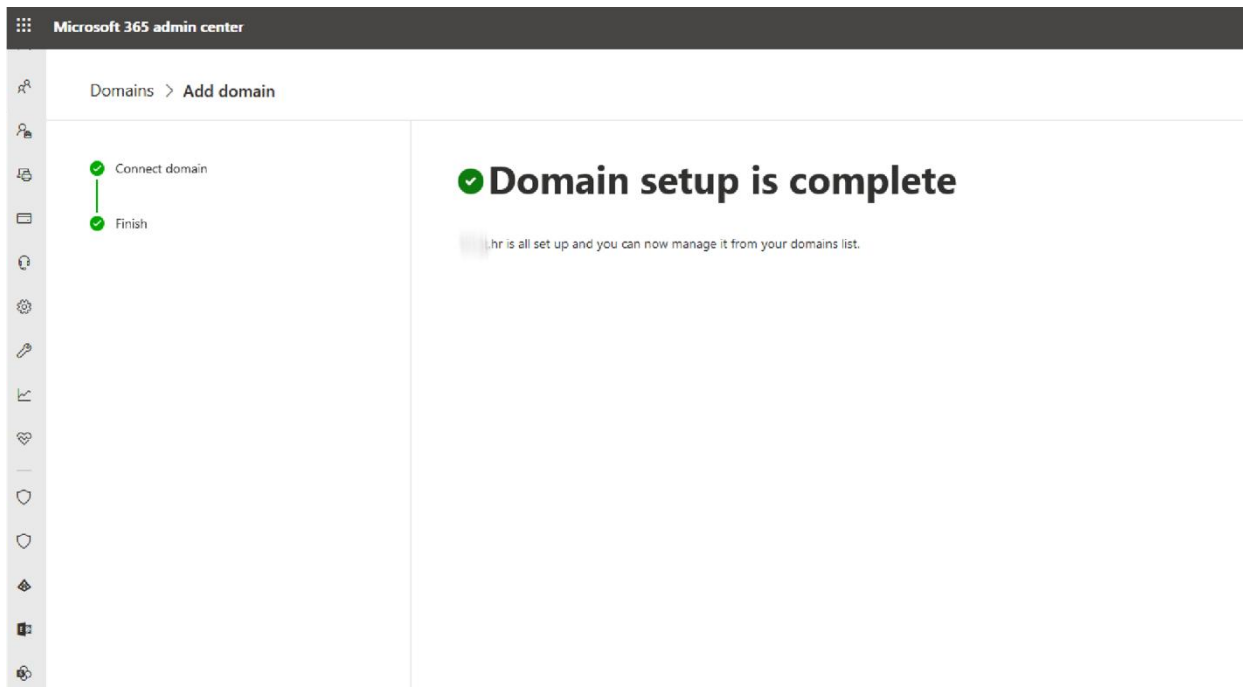 Microsoft 365 admin center
Domains > Add domain
Connect domain
Finish
Domain setup is complete
.hr is all set up and you can now manage it from your domains list.